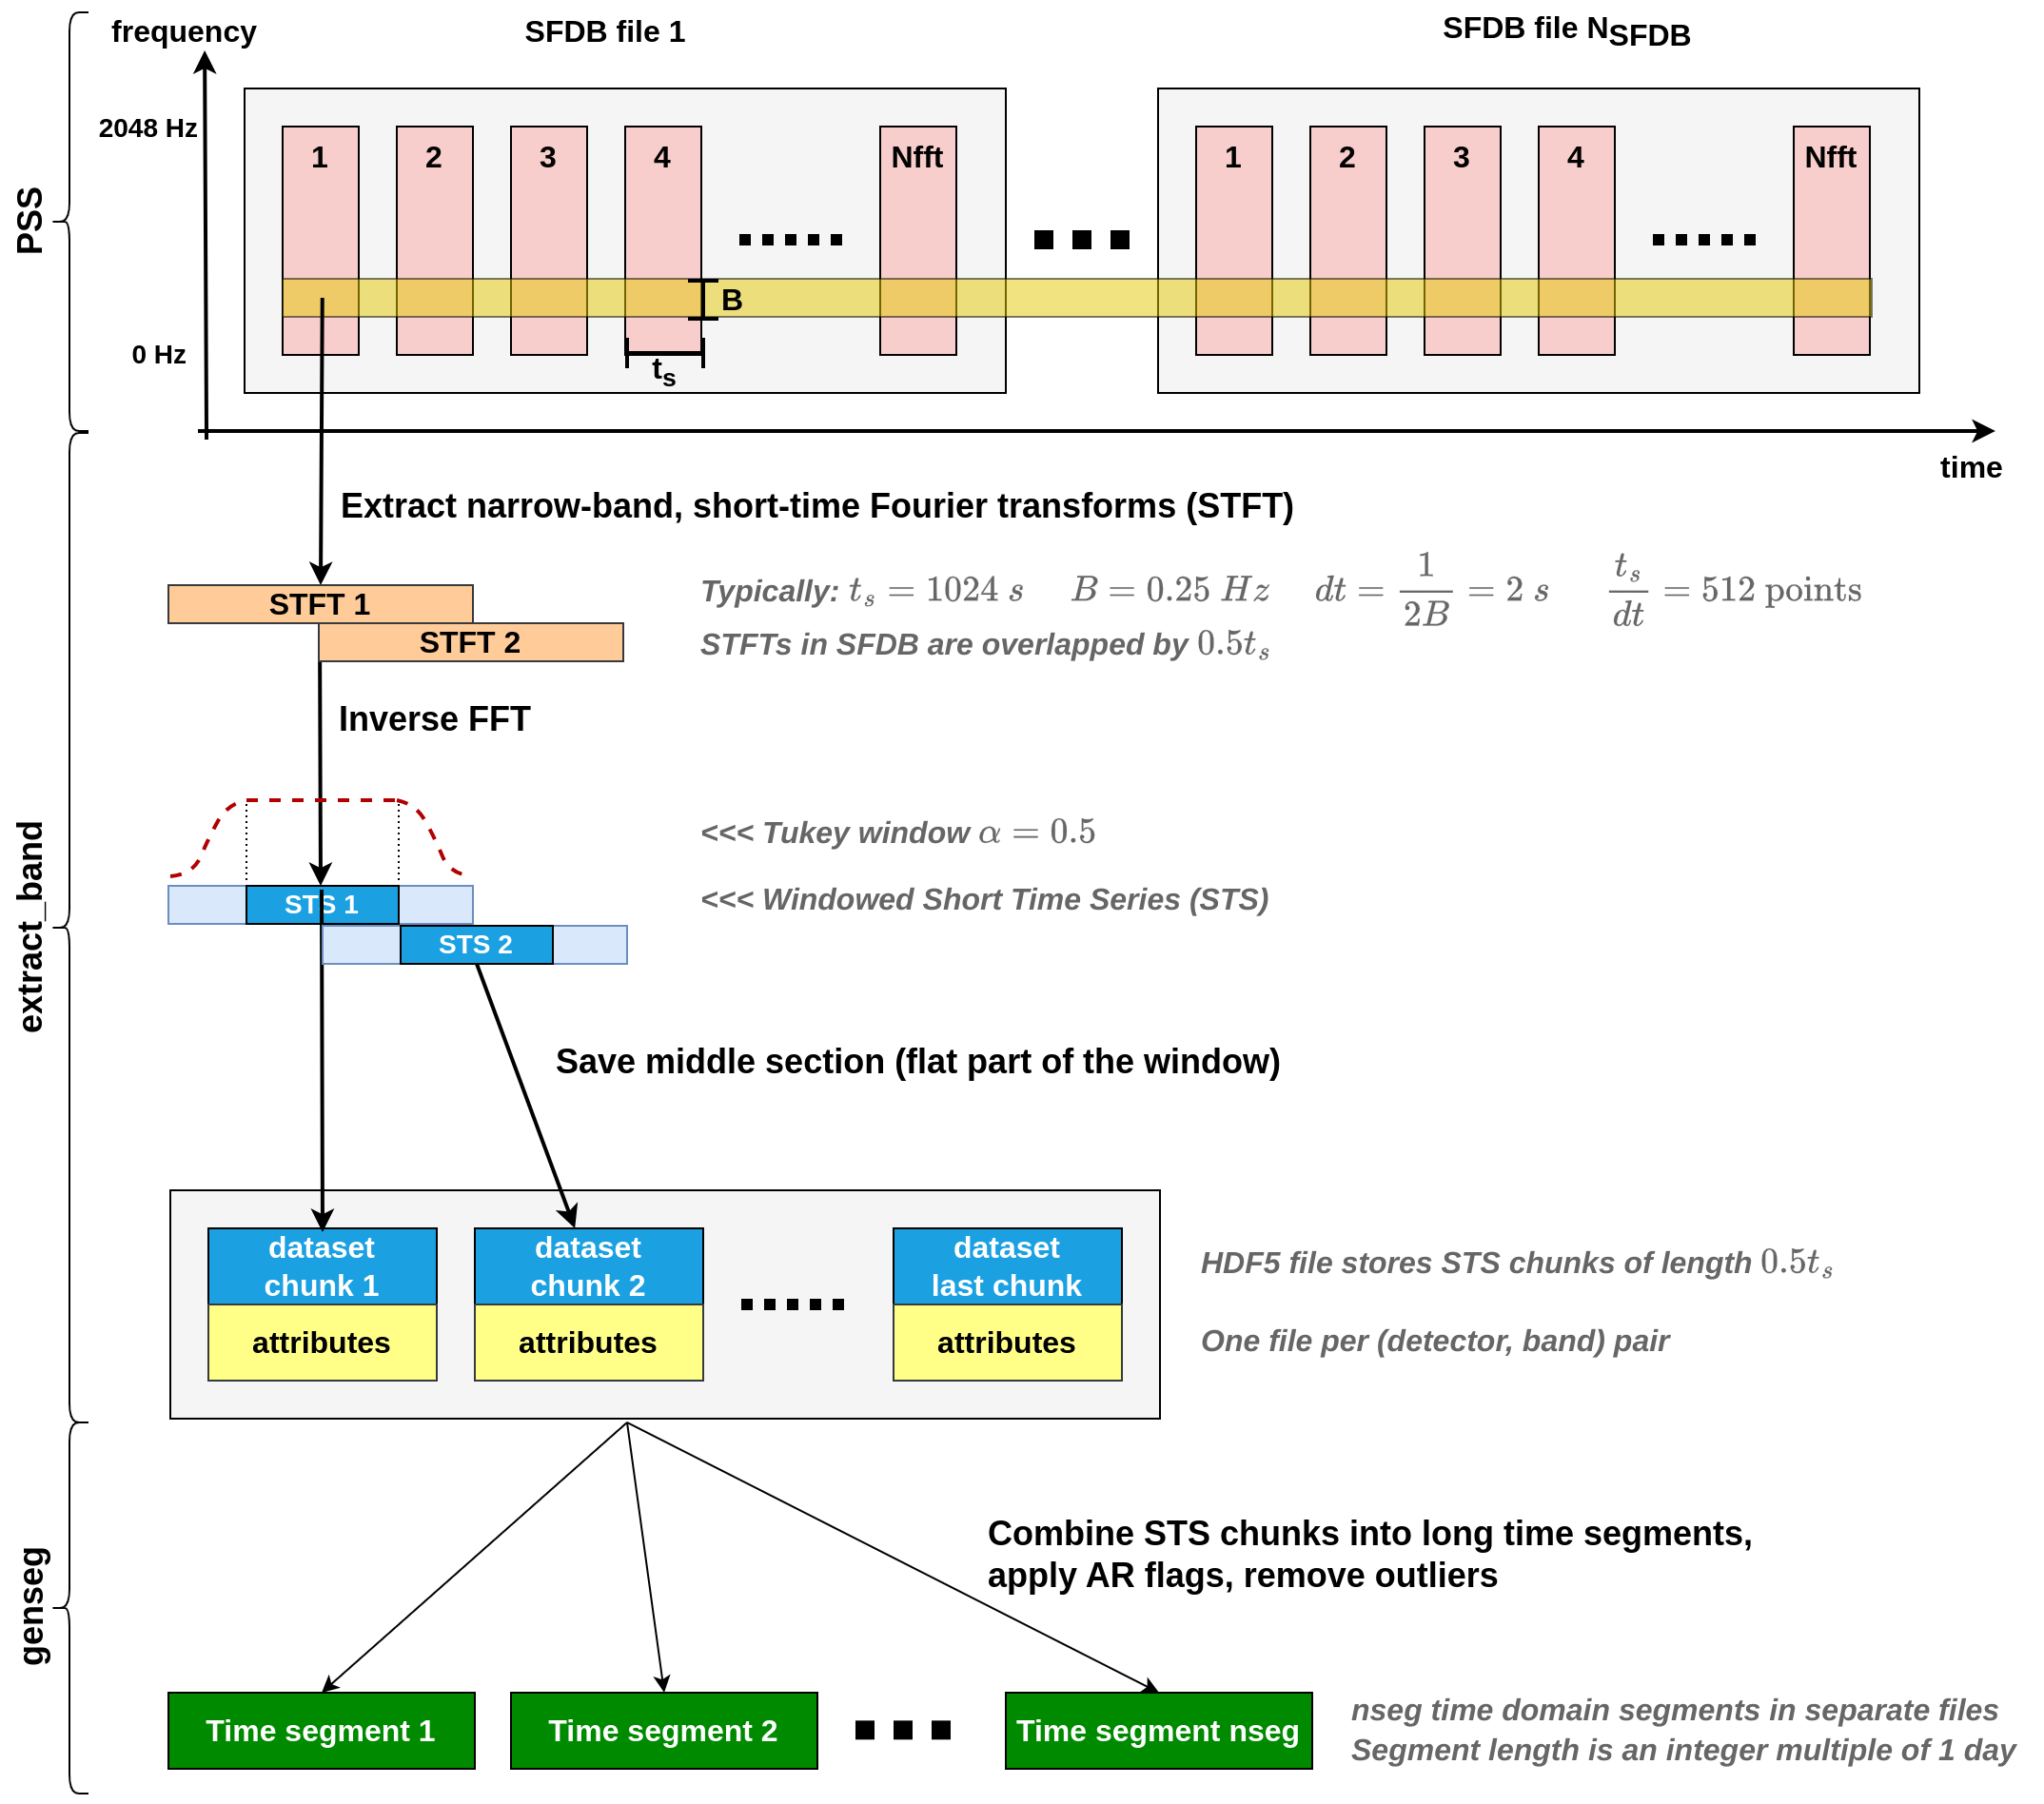 frequency
SFDB file 1
SFDB file N_SFDB
2048 Hz
1 2 3 4 Nfft
1 2 3 4 Nfft
PSS
B
0 Hz
t_s
time
Extract narrow-band, short-time Fourier transforms (STFT)
STFT 1
Typically: t_s = 1024 s B = 0.25 Hz dt = 1/2B = 2 s t_s/dt = 512 points
STFT 2
STFTs in SFDB are overlapped by 0.5t_s
Inverse FFT
<<< Tukey window α = 0.5
extract_band
STS 1
<<< Windowed Short Time Series (STS)
STS 2
Save middle section (flat part of the window)
dataset
chunk 1
attributes
dataset
chunk 2
attributes
dataset
last chunk
attributes
HDF5 file stores STS chunks of length 0.5t_s
One file per (detector, band) pair
genseg
Combine STS chunks into long time segments,
apply AR flags, remove outliers
Time segment 1
Time segment 2
Time segment nseg
nseg time domain segments in separate files
Segment length is an integer multiple of 1 day